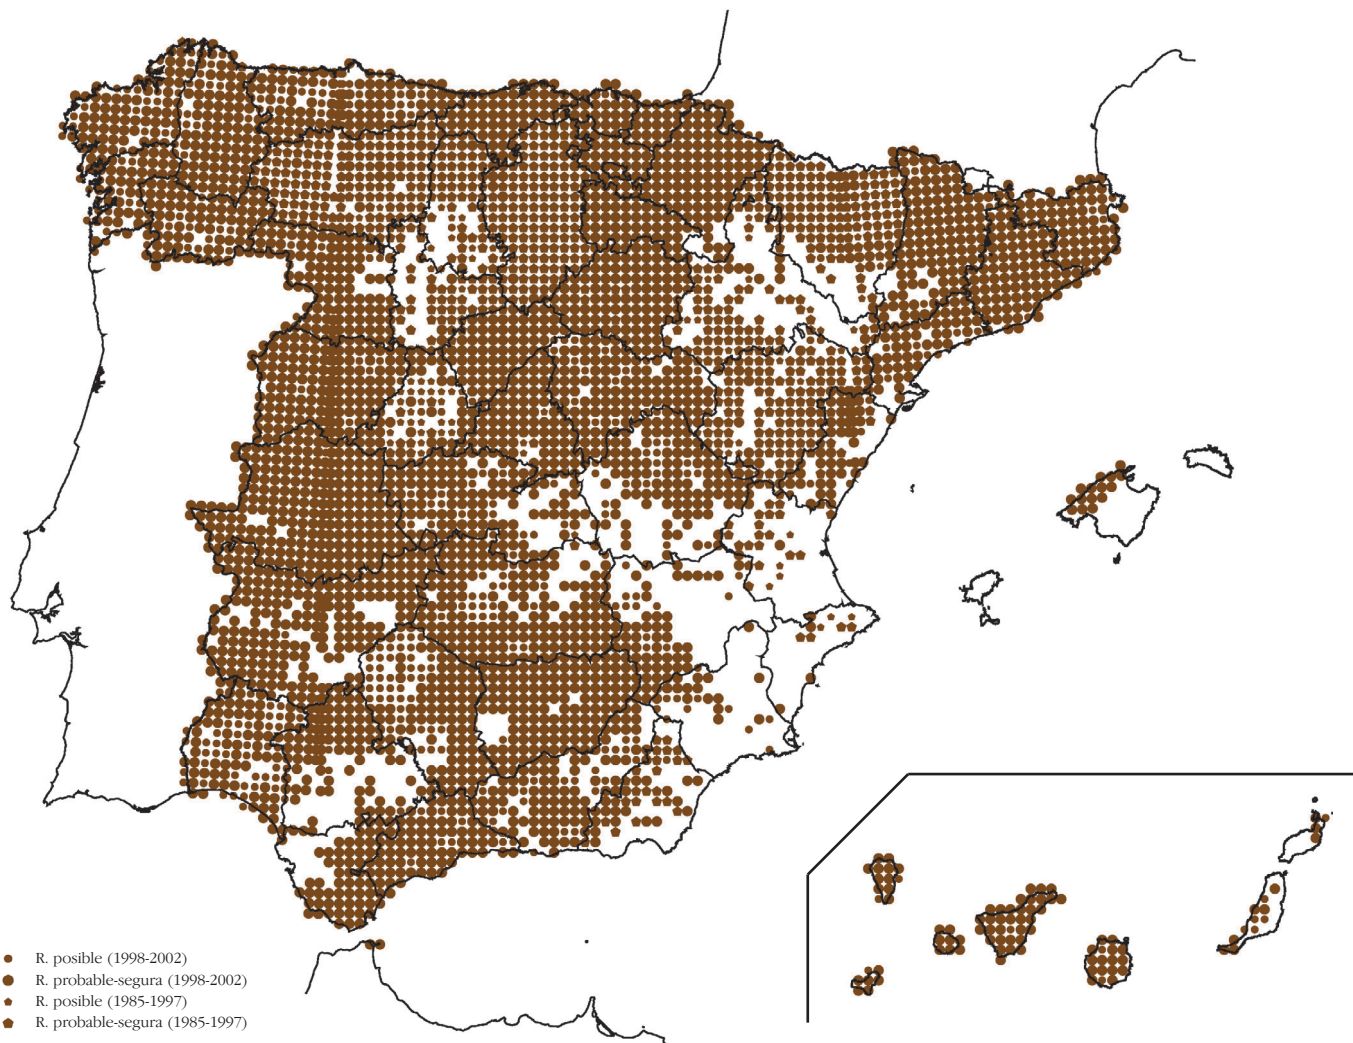 R. posible (1998-2002)
R. probable-segura (1998-2002)
R. posible (1985-1997)
R. probable-segura (1985-1997)